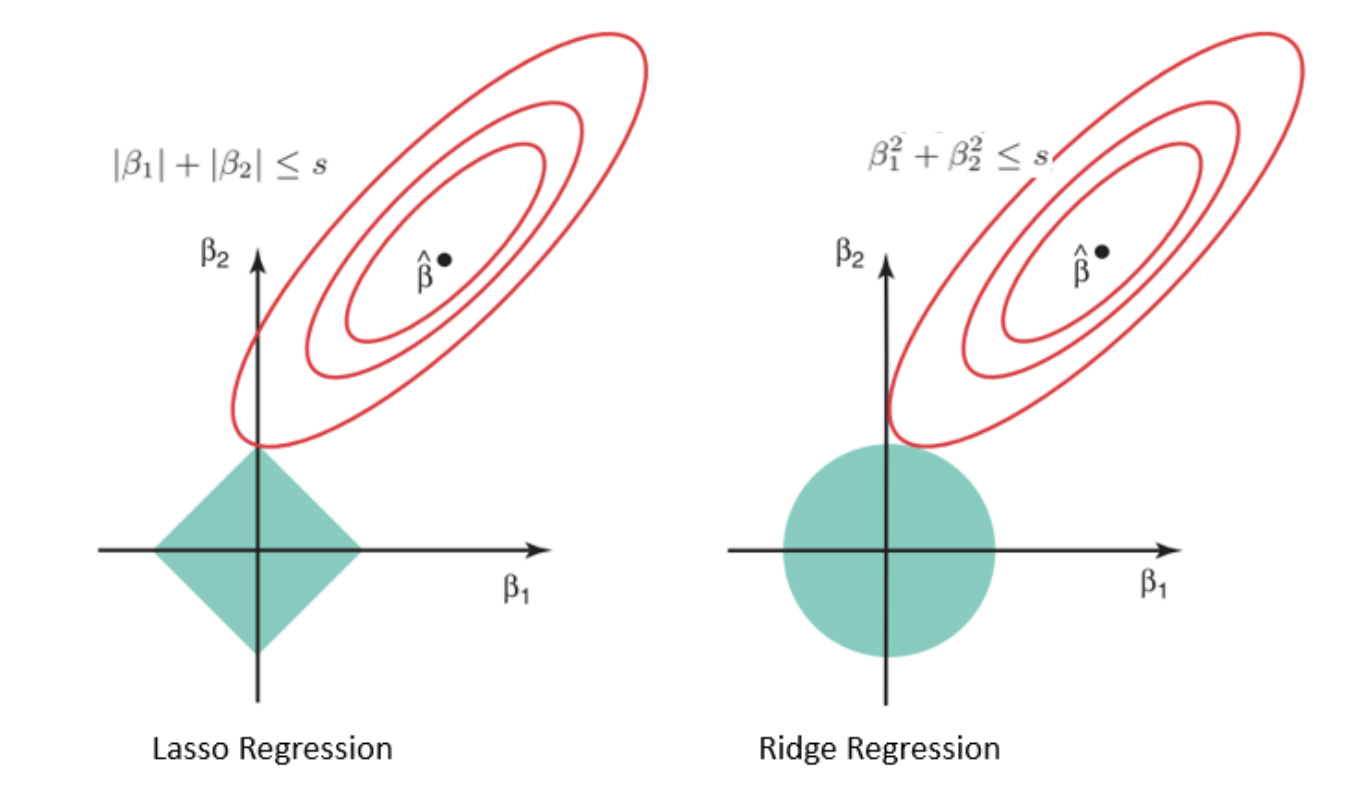 |β₁| + |β₂| ≤ s
β₂
β̂
β₁
Lasso Regression
β₁² + β₂² ≤ s
β₂
β̂
β₁
Ridge Regression